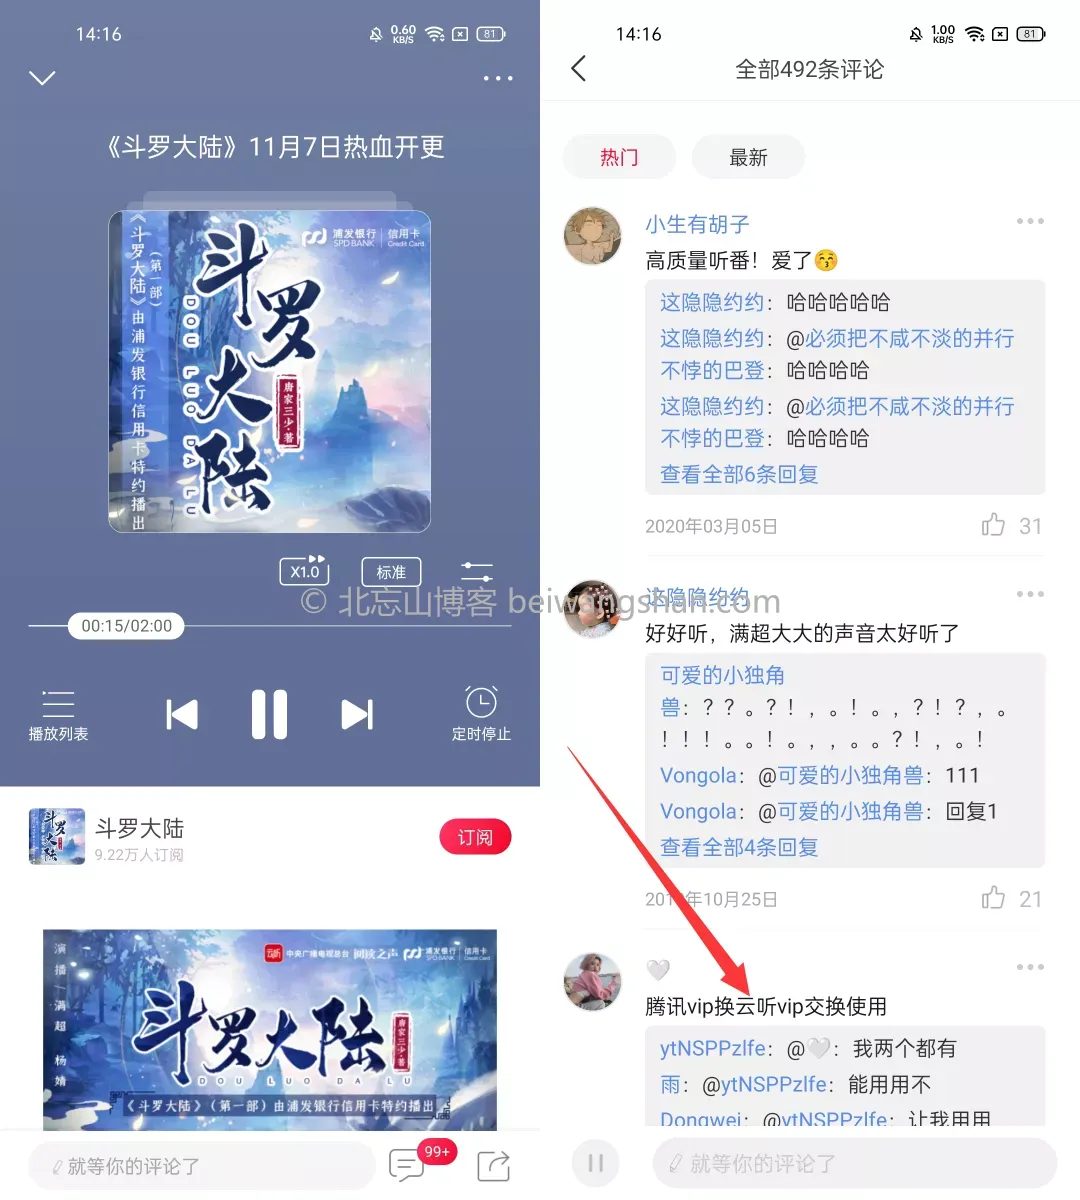 14:16
0.60
KB/S
81
《斗罗大陆》11月7日热血开更
《斗罗大陆》(第一部)由浦发银行信用卡特约播出
浦发银行
SPD BANK
信用卡
Credit Card
斗罗大陆
DOU LUO DA LU
唐家三少·著
X1.0
标准
00:15/02:00
播放列表
定时停止
斗罗大陆
9.22万人订阅
订阅
演播 满超 杨婧
云听
中央广播电视总台
阅读之声
浦发银行
SPD BANK
信用卡
Credit Card
斗罗大陆
唐家三少·著
DOU LUO DA LU
《斗罗大陆》(第一部)由浦发银行信用卡特约播出
就等你的评论了
99+
14:16
1.00
KB/S
81
全部492条评论
热门
最新
小生有胡子
高质量听番！爱了😚
这隐隐约约：哈哈哈哈哈
这隐隐约约：@必须把不咸不淡的并行
不悖的巴登：哈哈哈哈
这隐隐约约：@必须把不咸不淡的并行
不悖的巴登：哈哈哈哈
查看全部6条回复
2020年03月05日
31
© 北忘山博客 beiwangshan.com
这隐隐约约
好好听，满超大大的声音太好听了
可爱的小独角
兽：？？。？！，。！。，？！？，。
！！！。。！。，，。。？！，。！
Vongola：@可爱的小独角兽：111
Vongola：@可爱的小独角兽：回复1
查看全部4条回复
年10月25日
21
🤍
腾讯vip换云听vip交换使用
ytNSPPzlfe：@🤍：我两个都有
雨：@ytNSPPzlfe：能用用不
Dongwei：@ytNSPPzlfe：让我用用
就等你的评论了